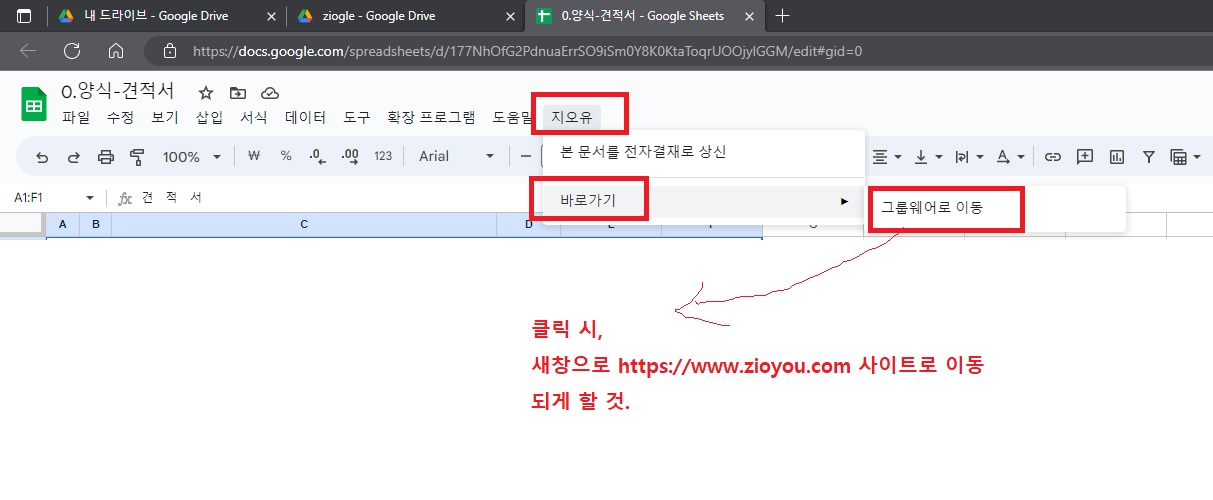 내 드라이브 - Google Drive
ziogle - Google Drive
0.양식-견적서 - Google Sheets
https://docs.google.com/spreadsheets/d/177NhOfG2PdnuaErrSO9iSm0Y8K0KtaToqrUOOjylGGM/edit#gid=0
0.양식-견적서
파일 수정 보기 삽입 서식 데이터 도구 확장 프로그램 도움말 지오유
100% ₩ % .0 .00 123 Arial
본 문서를 전자결재로 상신
A1:F1 fx 견 적 서
바로가기
그룹웨어로 이동
A B C D E F G
클릭 시,
새창으로 https://www.zioyou.com 사이트로 이동
되게 할 것.